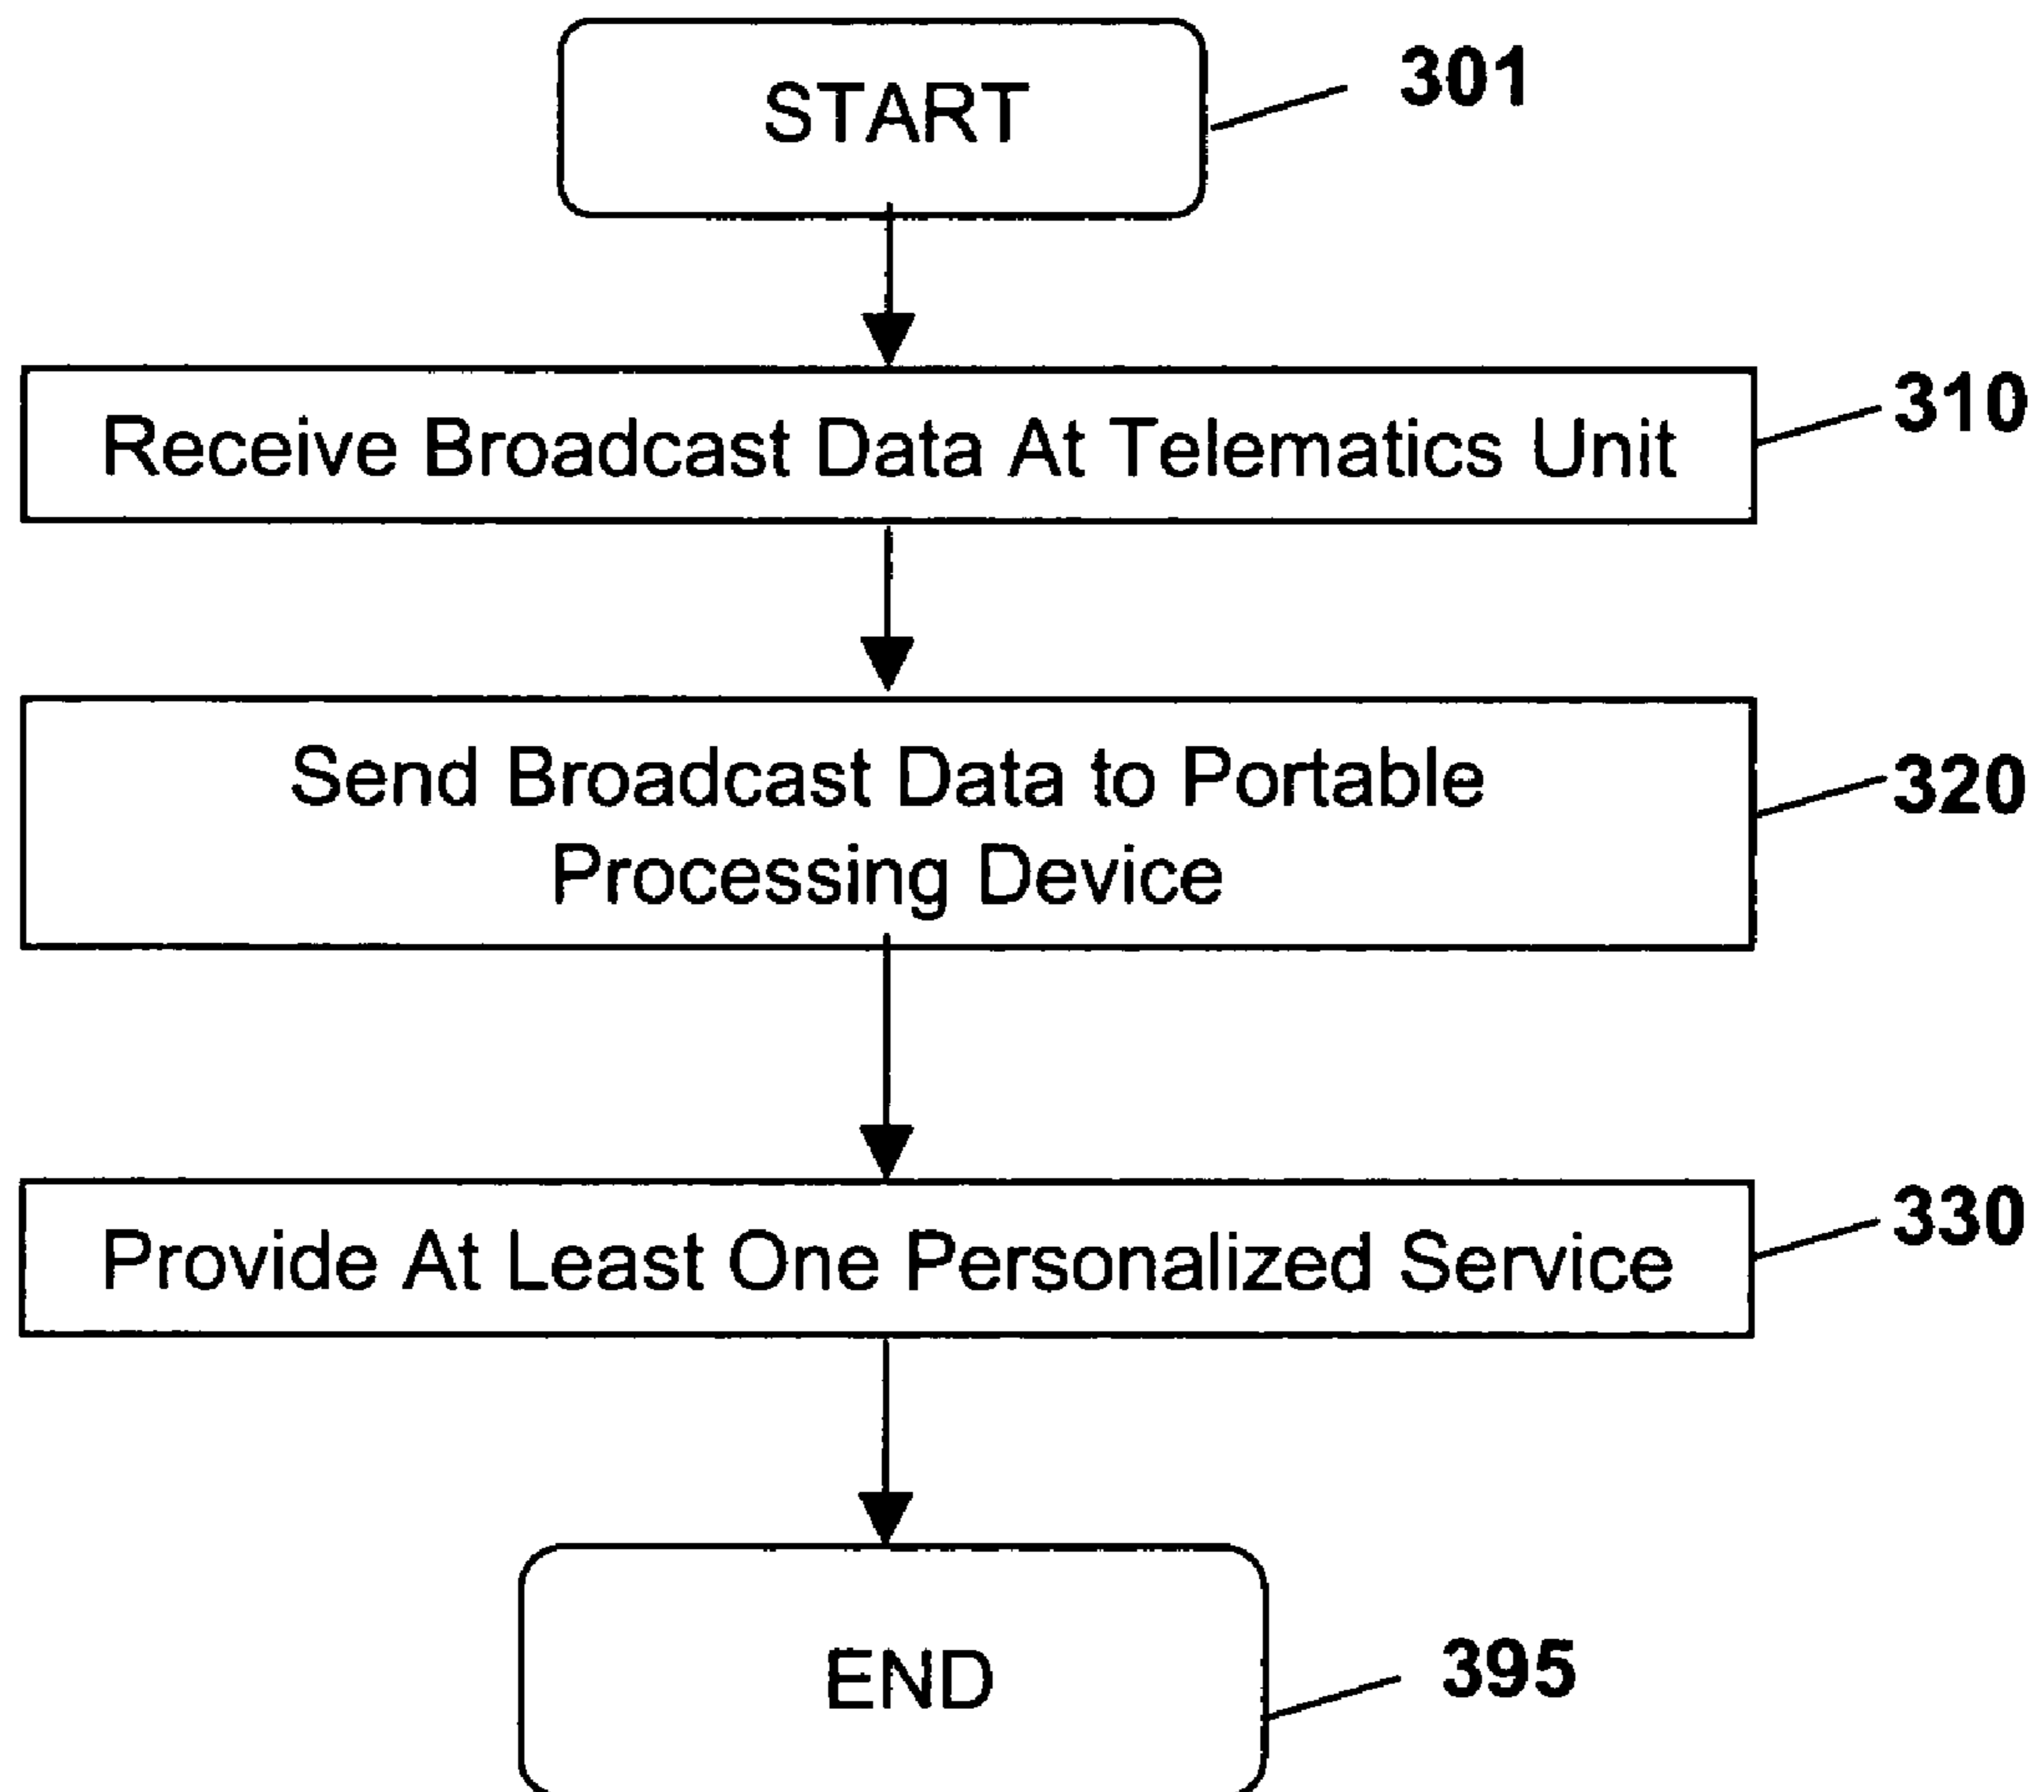 START
301
Receive Broadcast Data At Telematics Unit
310
Send Broadcast Data to Portable
Processing Device
320
Provide At Least One Personalized Service
330
END
395